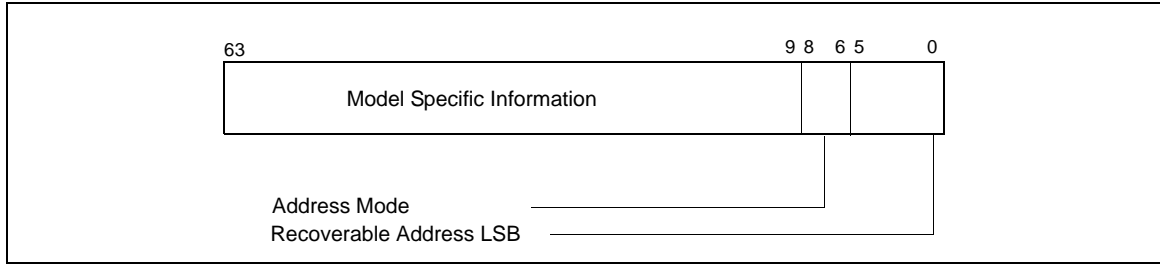 63 9 8 6 5 0
Model Specific Information
Address Mode
Recoverable Address LSB